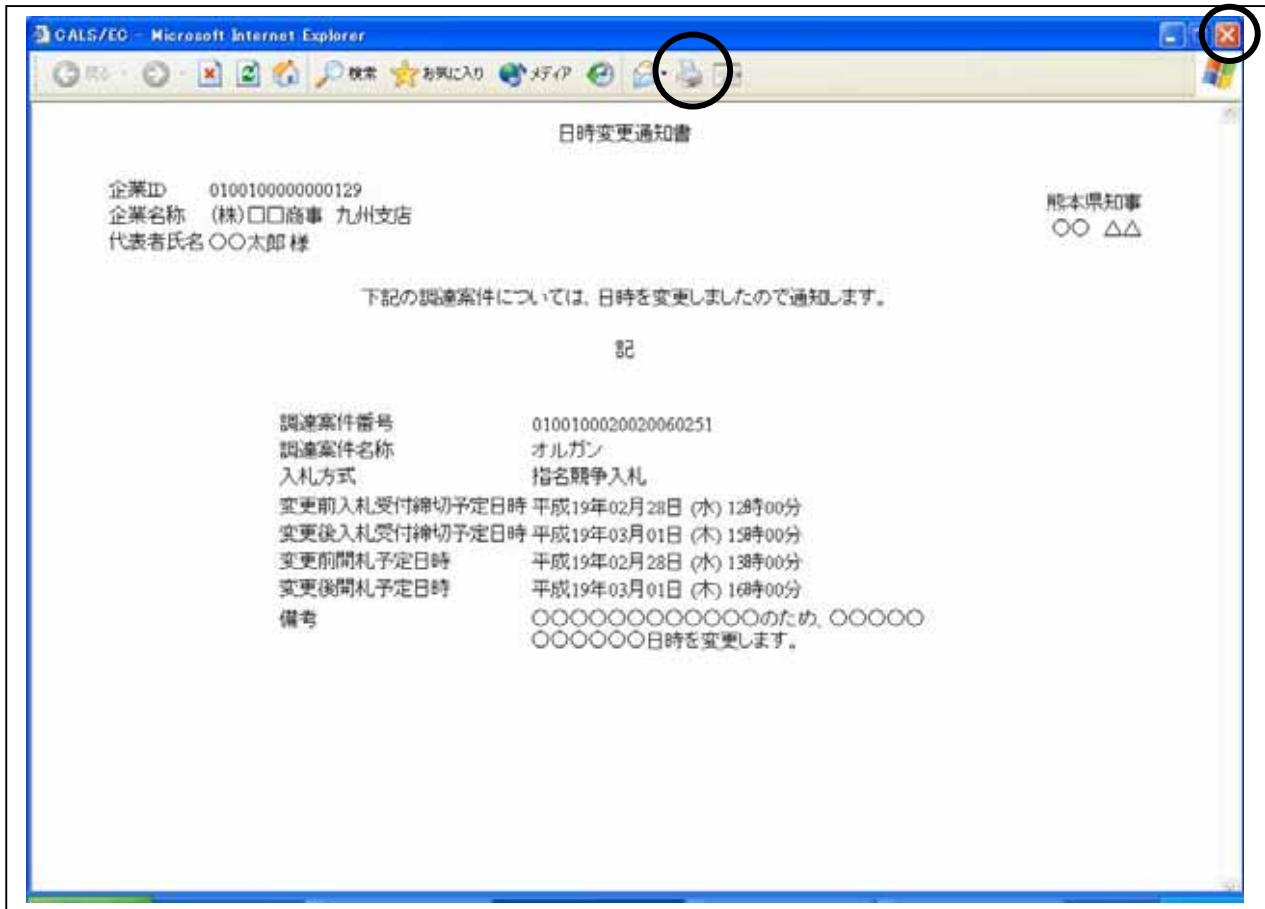 CALS/EC - Microsoft Internet Explorer
戻る 検索 お気に入り メディア
日時変更通知書
企業ID 0100100000000129
企業名称 (株)□□商事 九州支店
代表者氏名 ○○太郎 様
熊本県知事
○○ △△
下記の調達案件については、日時を変更しましたので通知します。
記
調達案件番号 0100100020020060251
調達案件名称 オルガン
入札方式 指名競争入札
変更前入札受付締切予定日時 平成19年02月28日 (水) 12時00分
変更後入札受付締切予定日時 平成19年03月01日 (木) 15時00分
変更前開札予定日時 平成19年02月28日 (水) 13時00分
変更後開札予定日時 平成19年03月01日 (木) 16時00分
備考 ○○○○○○○○○○○○のため、○○○○○
○○○○○○日時を変更します。